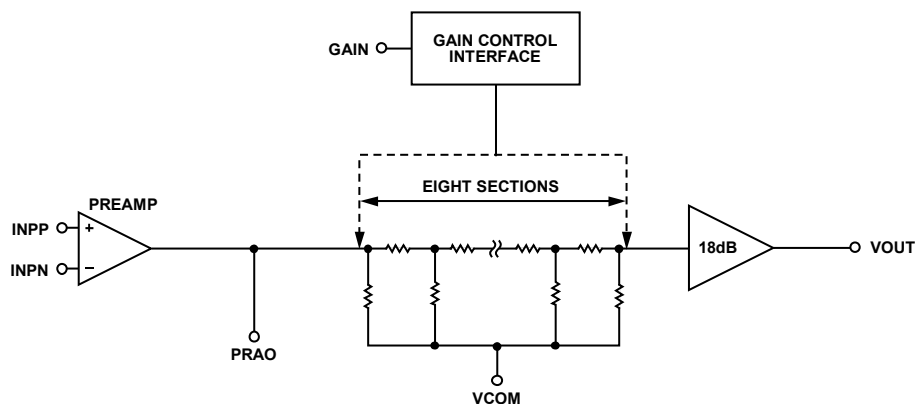 GAIN
GAIN CONTROL
INTERFACE
EIGHT SECTIONS
PREAMP
INPP
+
INPN
−
18dB
VOUT
PRAO
VCOM